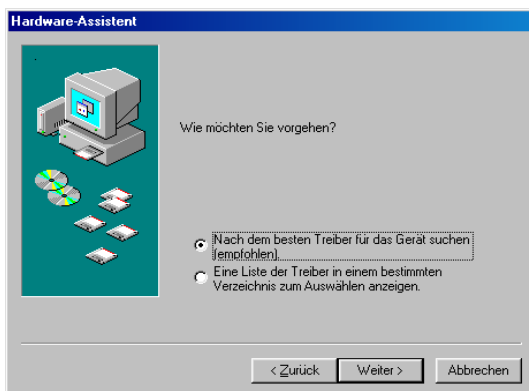 Hardware-Assistent
Wie möchten Sie vorgehen?
Nach dem besten Treiber für das Gerät suchen
(empfohlen).
Eine Liste der Treiber in einem bestimmten
Verzeichnis zum Auswählen anzeigen.
< Zurück Weiter > Abbrechen